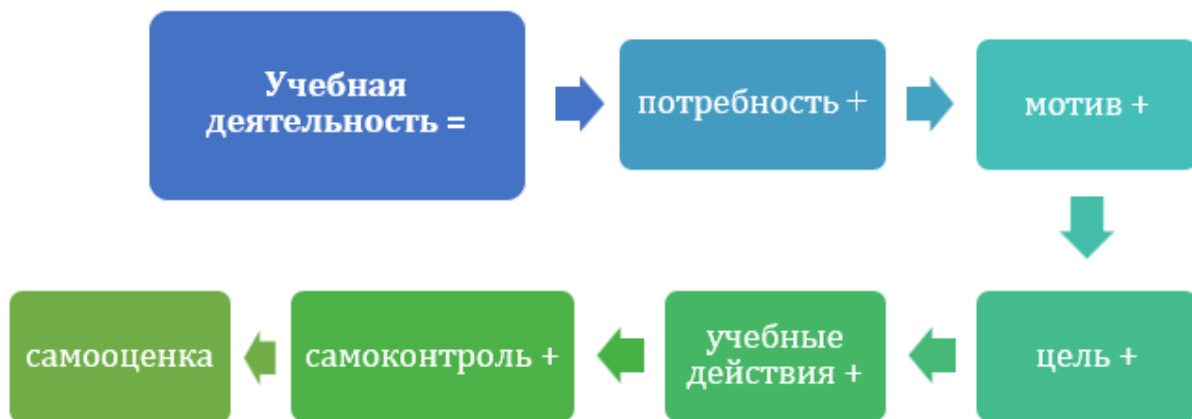 Учебная
деятельность =
потребность +
мотив +
цель +
учебные
действия +
самоконтроль +
самооценка